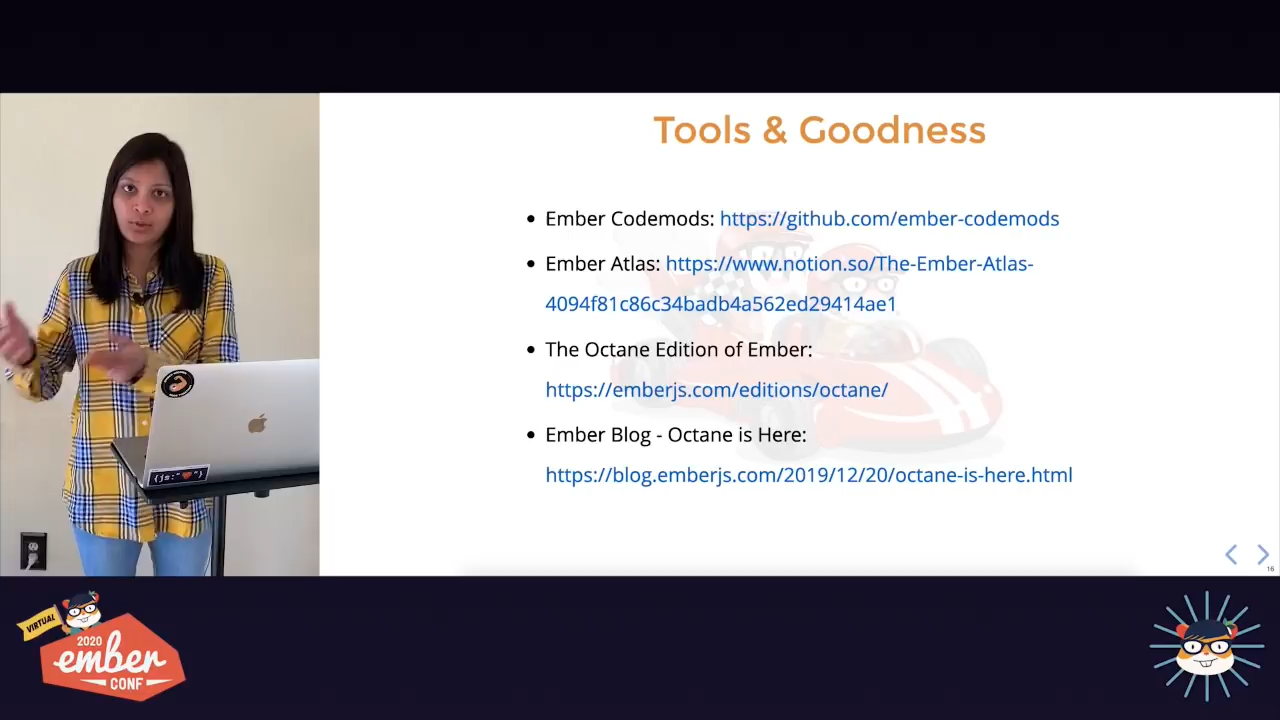 Tools & Goodness
Ember Codemods: https://github.com/ember-codemods
Ember Atlas: https://www.notion.so/The-Ember-Atlas-
4094f81c86c34badb4a562ed29414ae1
The Octane Edition of Ember:
https://emberjs.com/editions/octane/
Ember Blog - Octane is Here:
https://blog.emberjs.com/2019/12/20/octane-is-here.html
16
{js:"❤"}
VIRTUAL
2020
ember
CONF